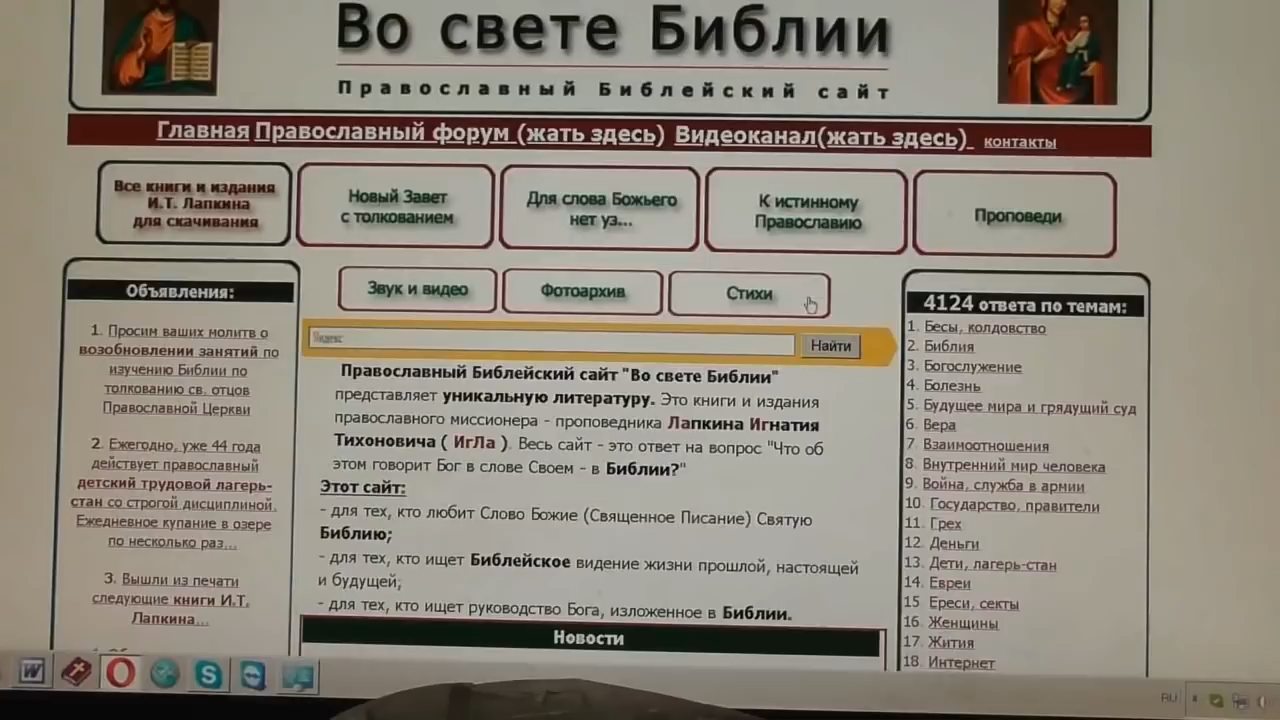 Во свете Библии
Православный Библейский сайт
Главная Православный форум (жать здесь) Видеоканал(жать здесь) контакты
Все книги и издания
И.Т. Лапкина
для скачивания
Новый Завет
с толкованием
Для слова Божьего
нет уз...
К истинному
Православию
Проповеди
Звук и видео
Фотоархив
Стихи
Объявления:
1. Просим ваших молитв о
возобновлении занятий по
изучению Библии по
толкованию св. отцов
Православной Церкви
2. Ежегодно, уже 44 года
действует православный
детский трудовой лагерь-
стан со строгой дисциплиной.
Ежедневное купание в озере
по несколько раз...
3. Вышли из печати
следующие книги И.Т.
Лапкина...
Яндекс
Найти
Православный Библейский сайт "Во свете Библии"
представляет уникальную литературу. Это книги и издания
православного миссионера - проповедника Лапкина Игнатия
Тихоновича ( ИгЛа ). Весь сайт - это ответ на вопрос "Что об
этом говорит Бог в слове Своем - в Библии?"
Этот сайт:
- для тех, кто любит Слово Божие (Священное Писание) Святую
Библию;
- для тех, кто ищет Библейское видение жизни прошлой, настоящей
и будущей;
- для тех, кто ищет руководство Бога, изложенное в Библии.
Новости
4124 ответа по темам:
1. Бесы, колдовство
2. Библия
3. Богослужение
4. Болезнь
5. Будущее мира и грядущий суд
6. Вера
7. Взаимоотношения
8. Внутренний мир человека
9. Война, служба в армии
10. Государство, правители
11. Грех
12. Деньги
13. Дети, лагерь-стан
14. Евреи
15. Ереси, секты
16. Женщины
17. Жития
18. Интернет
RU